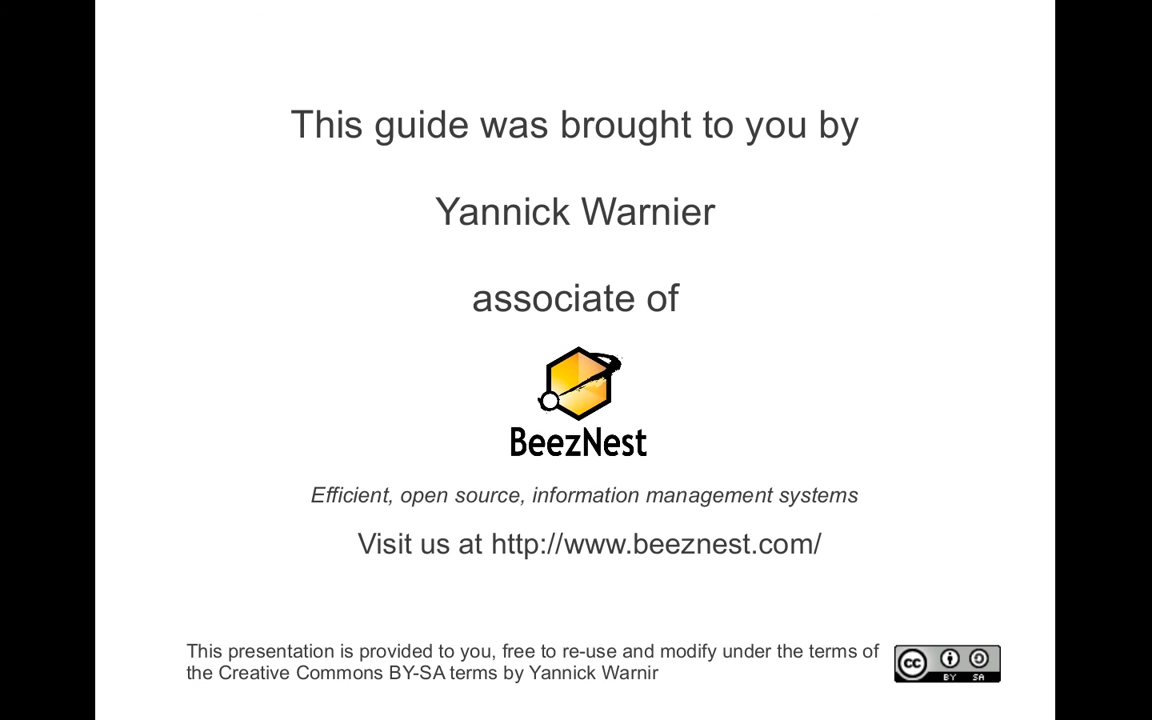 This guide was brought to you by
Yannick Warnier
associate of
BeezNest
Efficient, open source, information management systems
Visit us at http://www.beeznest.com/
This presentation is provided to you, free to re-use and modify under the terms of
the Creative Commons BY-SA terms by Yannick Warnir
cc
BY SA